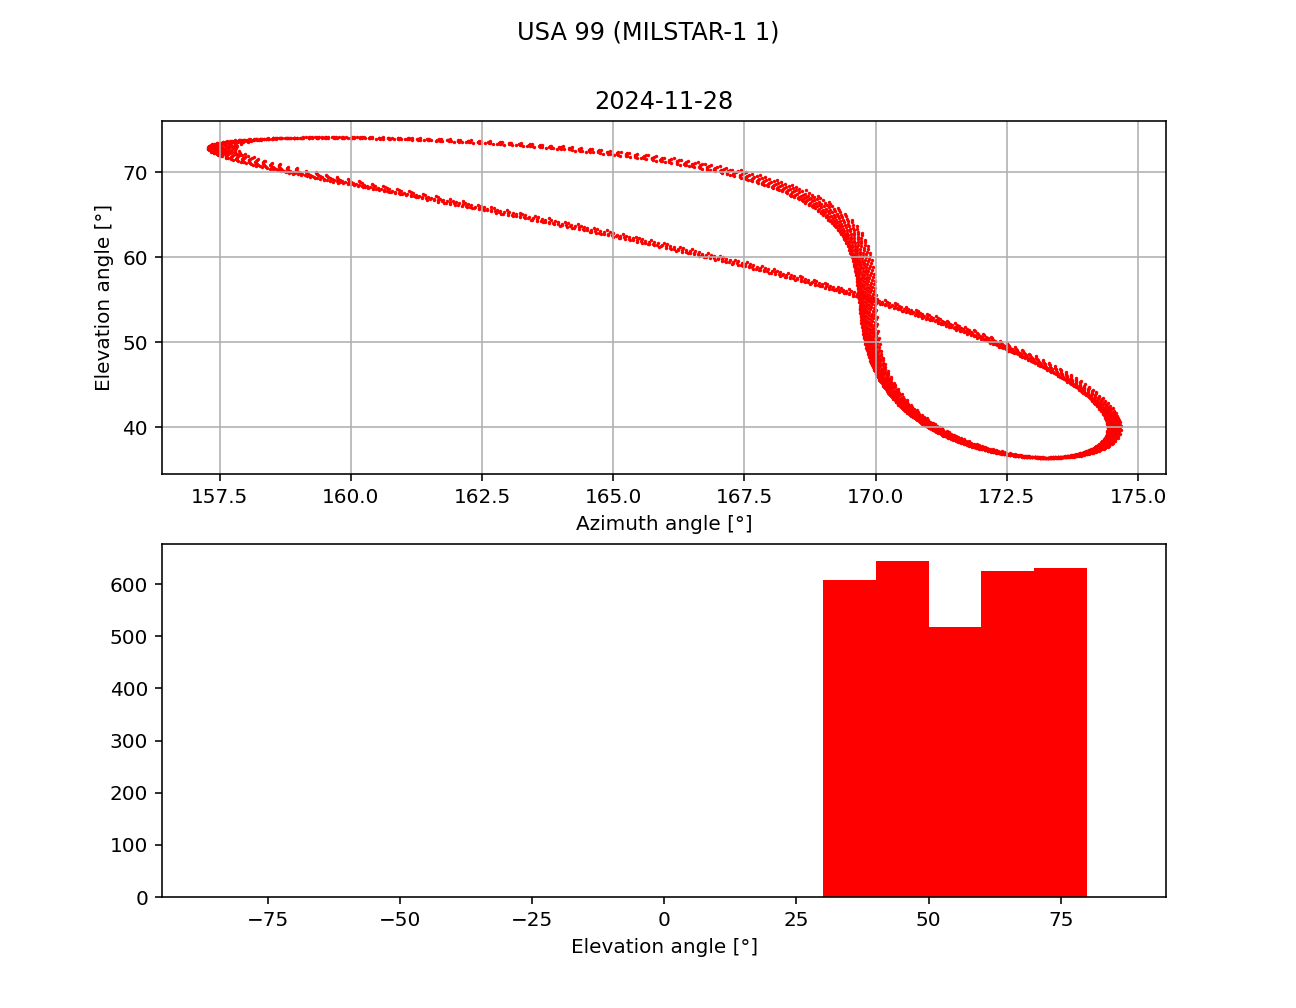 USA 99 (MILSTAR-1 1)
2024-11-28
70
60
50
40
Elevation angle [°]
157.5 160.0 162.5 165.0 167.5 170.0 172.5 175.0
Azimuth angle [°]
600
500
400
300
200
100
0
−75 −50 −25 0 25 50 75
Elevation angle [°]